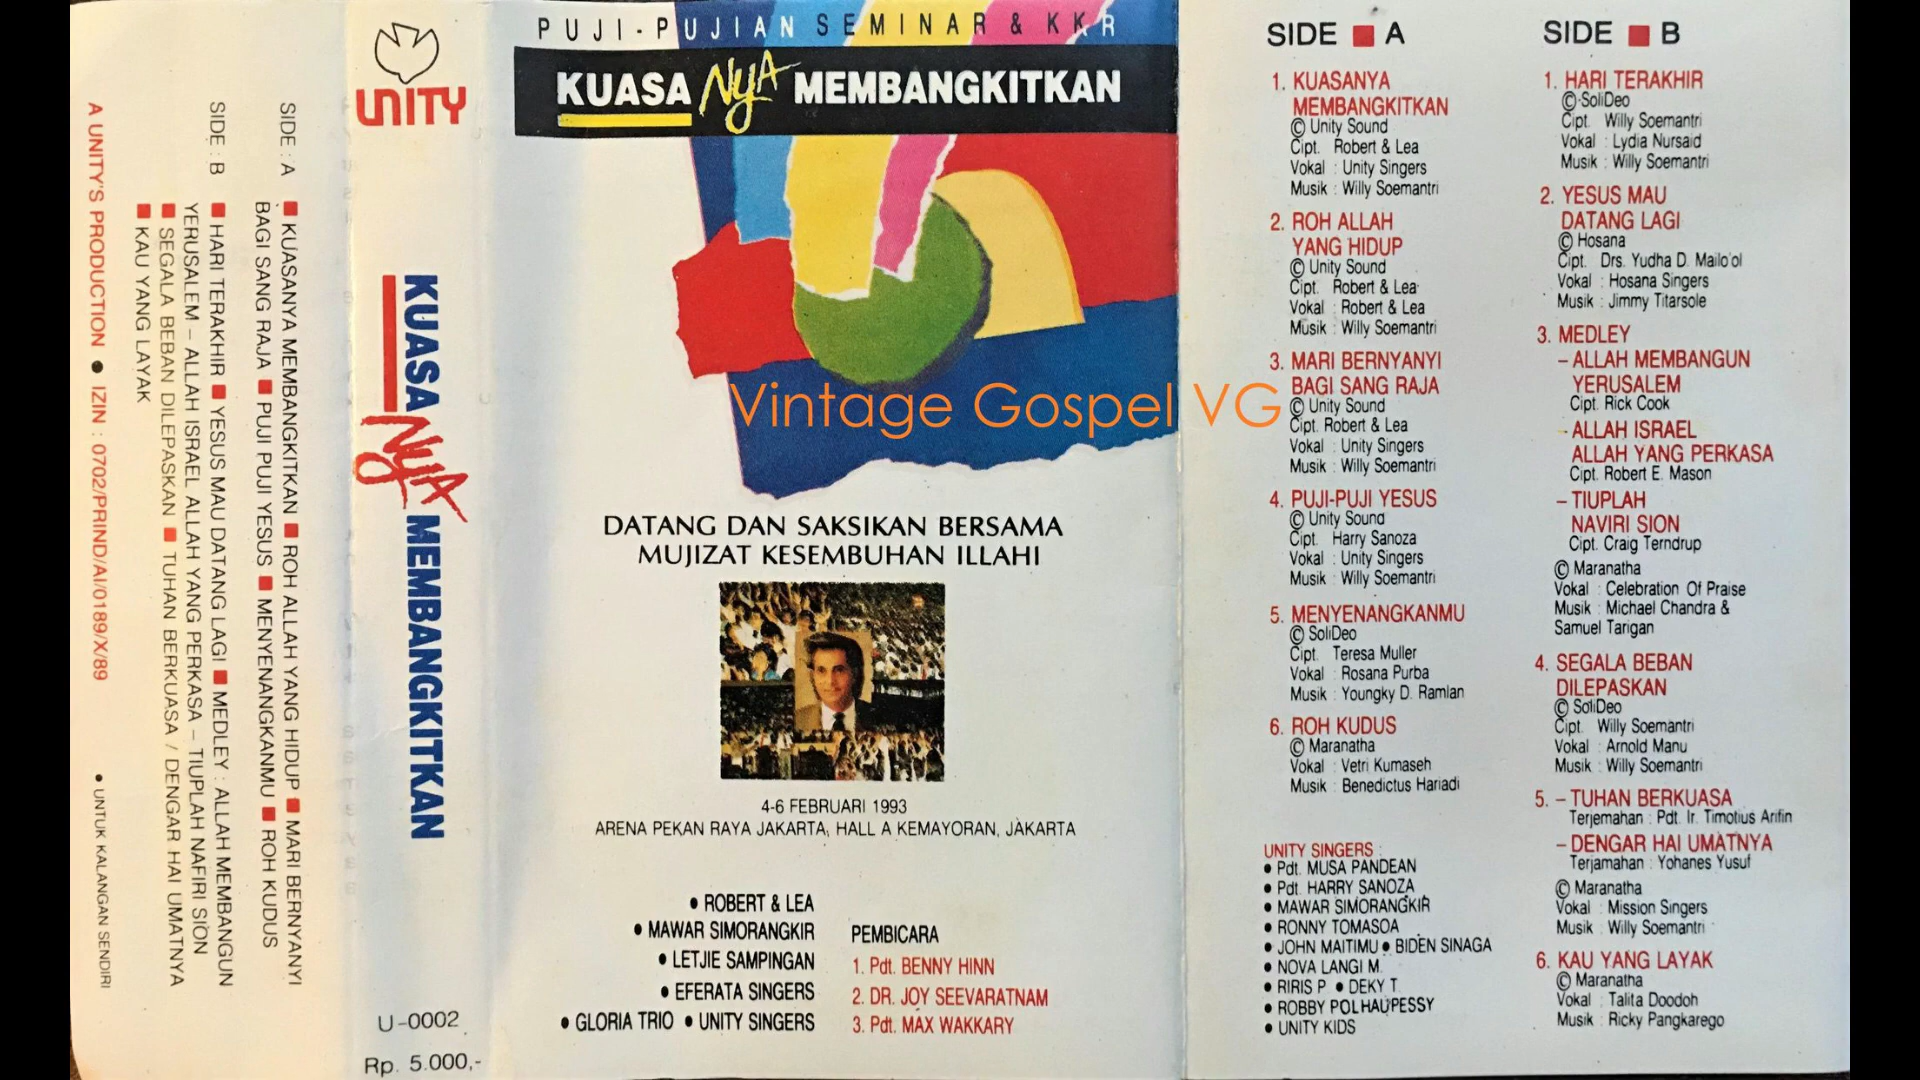 A UNITY'S PRODUCTION ● IZIN : 0702/PRIND/AI/0189/X/89
● UNTUK KALANGAN SENDIRI
SIDE : A ■ KUASANYA MEMBANGKITKAN ■ ROH ALLAH YANG HIDUP ■ MARI BERNYANYI
BAGI SANG RAJA ■ PUJI PUJI YESUS ■ MENYENANGKANMU ■ ROH KUDUS
SIDE : B ■ HARI TERAKHIR ■ YESUS MAU DATANG LAGI ■ MEDLEY : ALLAH MEMBANGUN
YERUSALEM – ALLAH ISRAEL ALLAH YANG PERKASA – TIUPLAH NAFIRI SION
■ SEGALA BEBAN DILEPASKAN ■ TUHAN BERKUASA / DENGAR HAI UMATNYA
■ KAU YANG LAYAK
UNITY
KUASANYA MEMBANGKITKAN
U-0002
Rp. 5.000,-
PUJI-PUJIAN SEMINAR & KKR
KUASA NyA MEMBANGKITKAN
Vintage Gospel VG
DATANG DAN SAKSIKAN BERSAMA
MUJIZAT KESEMBUHAN ILLAHI
4-6 FEBRUARI 1993
ARENA PEKAN RAYA JAKARTA, HALL A KEMAYORAN, JAKARTA
● ROBERT & LEA
● MAWAR SIMORANGKIR
● LETJIE SAMPINGAN
● EFERATA SINGERS
● GLORIA TRIO ● UNITY SINGERS
PEMBICARA
1. Pdt. BENNY HINN
2. DR. JOY SEEVARATNAM
3. Pdt. MAX WAKKARY
SIDE ■ A
1. KUASANYA
MEMBANGKITKAN
© Unity Sound
Cipt. Robert & Lea
Vokal : Unity Singers
Musik : Willy Soemantri
2. ROH ALLAH
YANG HIDUP
© Unity Sound
Cipt. Robert & Lea
Vokal : Robert & Lea
Musik : Willy Soemantri
3. MARI BERNYANYI
BAGI SANG RAJA
© Unity Sound
Cipt. Robert & Lea
Vokal : Unity Singers
Musik : Willy Soemantri
4. PUJI-PUJI YESUS
© Unity Sound
Cipt. Harry Sanoza
Vokal : Unity Singers
Musik : Willy Soemantri
5. MENYENANGKANMU
© SoliDeo
Cipt. Teresa Muller
Vokal : Rosana Purba
Musik : Youngky D. Ramlan
6. ROH KUDUS
© Maranatha
Vokal : Vetri Kumaseh
Musik : Benedictus Hariadi
UNITY SINGERS :
● Pdt. MUSA PANDEAN
● Pdt. HARRY SANOZA
● MAWAR SIMORANGKIR
● RONNY TOMASOA
● JOHN MAITIMU ● BIDEN SINAGA
● NOVA LANGI M.
● RIRIS P ● DEKY T.
● ROBBY POLHAUPESSY
● UNITY KIDS
SIDE ■ B
1. HARI TERAKHIR
© SoliDeo
Cipt. Willy Soemantri
Vokal : Lydia Nursaid
Musik : Willy Soemantri
2. YESUS MAU
DATANG LAGI
© Hosana
Cipt. Drs. Yudha D. Mailo'ol
Vokal : Hosana Singers
Musik : Jimmy Titarsole
3. MEDLEY
– ALLAH MEMBANGUN
YERUSALEM
Cipt. Rick Cook
- ALLAH ISRAEL
ALLAH YANG PERKASA
Cipt. Robert E. Mason
– TIUPLAH
NAVIRI SION
Cipt. Craig Terndrup
© Maranatha
Vokal : Celebration Of Praise
Musik : Michael Chandra &
Samuel Tarigan
4. SEGALA BEBAN
DILEPASKAN
© SoliDeo
Cipt. Willy Soemantri
Vokal : Arnold Manu
Musik : Willy Soemantri
5. – TUHAN BERKUASA
Terjemahan : Pdt. Ir. Timotius Arifin
– DENGAR HAI UMATNYA
Terjamahan : Yohanes Yusuf
© Maranatha
Vokal : Mission Singers
Musik : Willy Soemantri
6. KAU YANG LAYAK
© Maranatha
Vokal : Talita Doodoh
Musik : Ricky Pangkarego